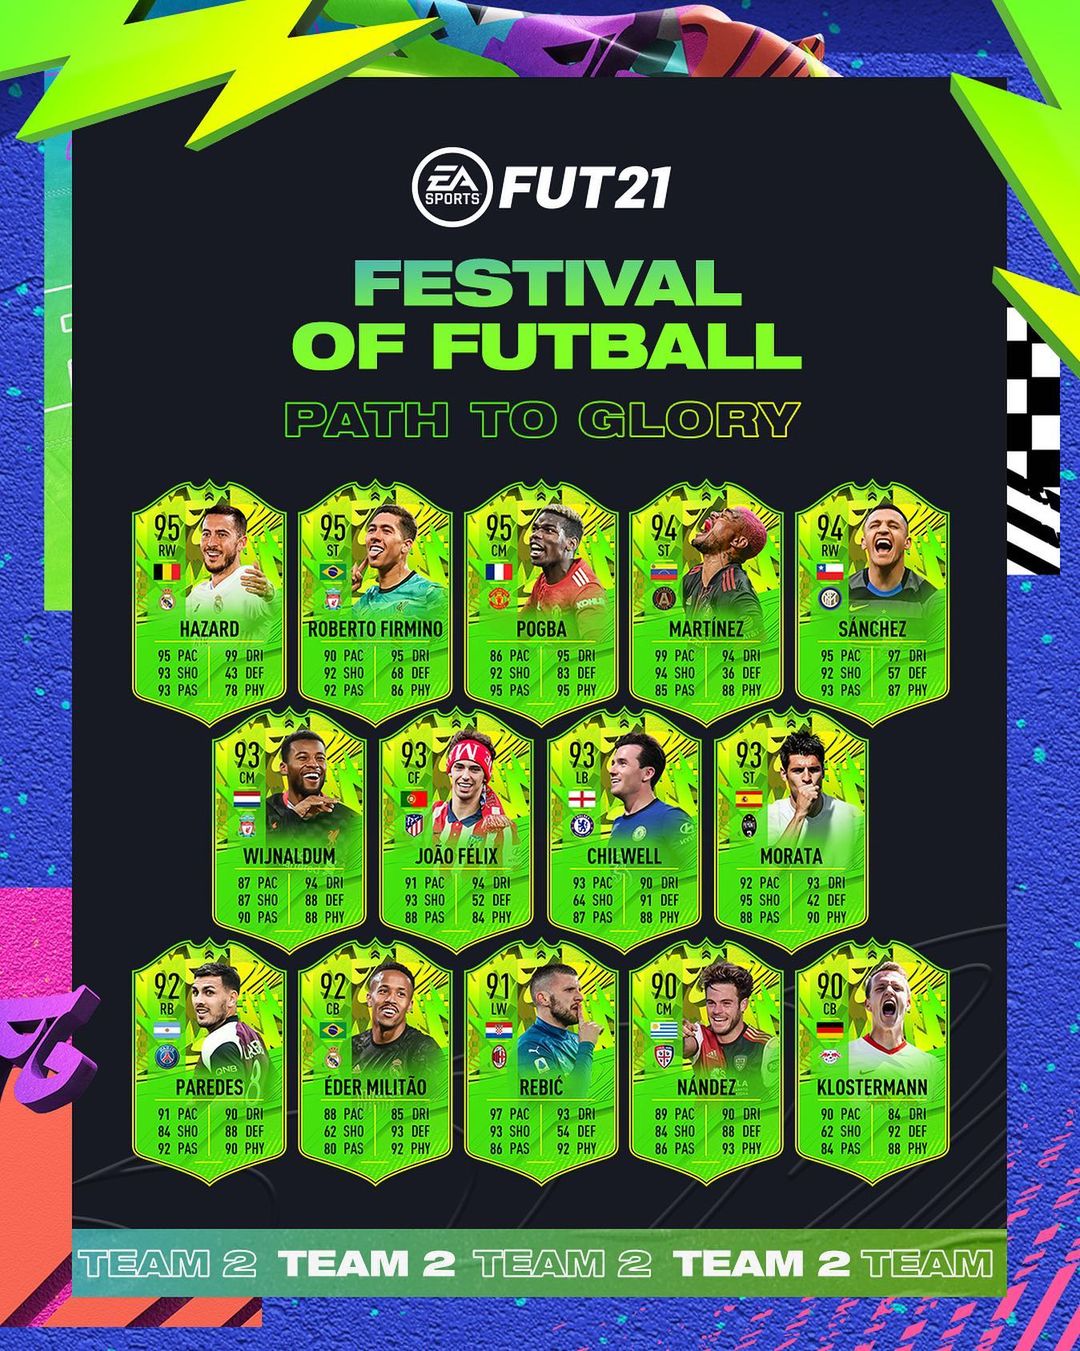 EA SPORTS FUT21
FESTIVAL
OF FUTBALL
PATH TO GLORY
95 RW HAZARD
95 PAC 99 DRI
93 SHO 43 DEF
93 PAS 78 PHY
95 ST ROBERTO FIRMINO
90 PAC 95 DRI
92 SHO 68 DEF
92 PAS 86 PHY
95 CM POGBA
KOHLER
86 PAC 95 DRI
92 SHO 83 DEF
95 PAS 95 PHY
94 ST MARTÍNEZ
99 PAC 94 DRI
94 SHO 36 DEF
85 PAS 88 PHY
94 RW SÁNCHEZ
95 PAC 97 DRI
92 SHO 57 DEF
93 PAS 87 PHY
93 CM WIJNALDUM
87 PAC 94 DRI
87 SHO 88 DEF
90 PAS 88 PHY
93 CF JOÃO FÉLIX
91 PAC 94 DRI
93 SHO 52 DEF
88 PAS 84 PHY
93 LB CHILWELL
93 PAC 90 DRI
64 SHO 91 DEF
87 PAS 88 PHY
93 ST MORATA
92 PAC 93 DRI
95 SHO 42 DEF
88 PAS 90 PHY
92 RB PAREDES
QNB
8
91 PAC 90 DRI
84 SHO 88 DEF
92 PAS 90 PHY
92 CB ÉDER MILITÃO
88 PAC 85 DRI
62 SHO 93 DEF
80 PAS 92 PHY
91 LW REBIĆ
97 PAC 93 DRI
93 SHO 54 DEF
86 PAS 92 PHY
90 CM NÁNDEZ
89 PAC 90 DRI
84 SHO 88 DEF
86 PAS 93 PHY
90 CB KLOSTERMANN
90 PAC 84 DRI
62 SHO 92 DEF
84 PAS 88 PHY
TEAM 2 TEAM 2 TEAM 2 TEAM 2 TEAM